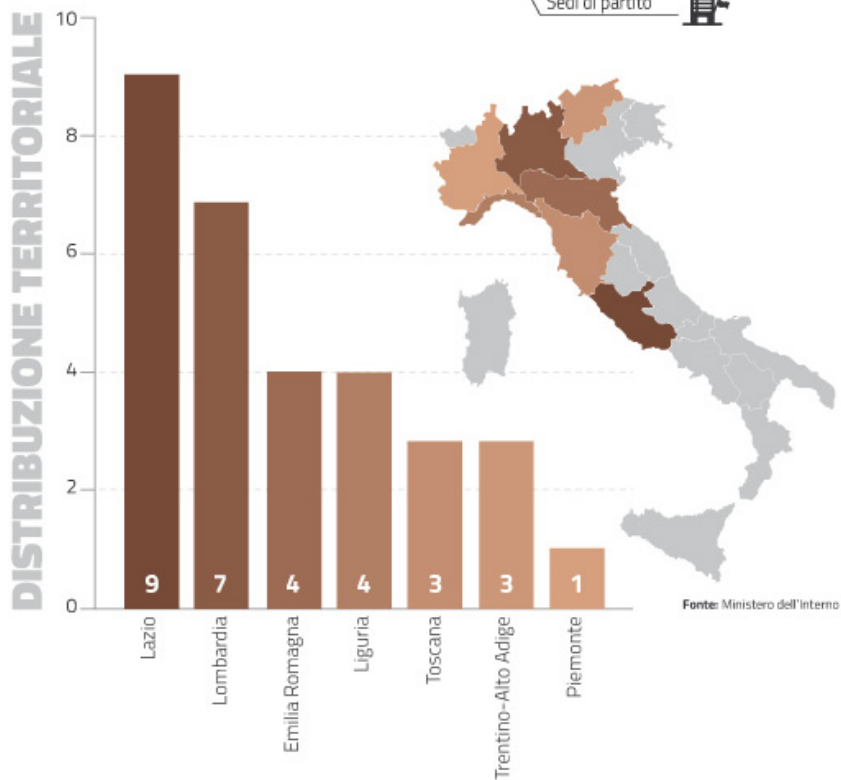 Sedi di partito
DISTRIBUZIONE TERRITORIALE
10
8
6
4
2
0
9
7
4
4
3
3
1
Lazio
Lombardia
Emilia Romagna
Liguria
Toscana
Trentino-Alto Adige
Piemonte
Fonte: Ministero dell'Interno